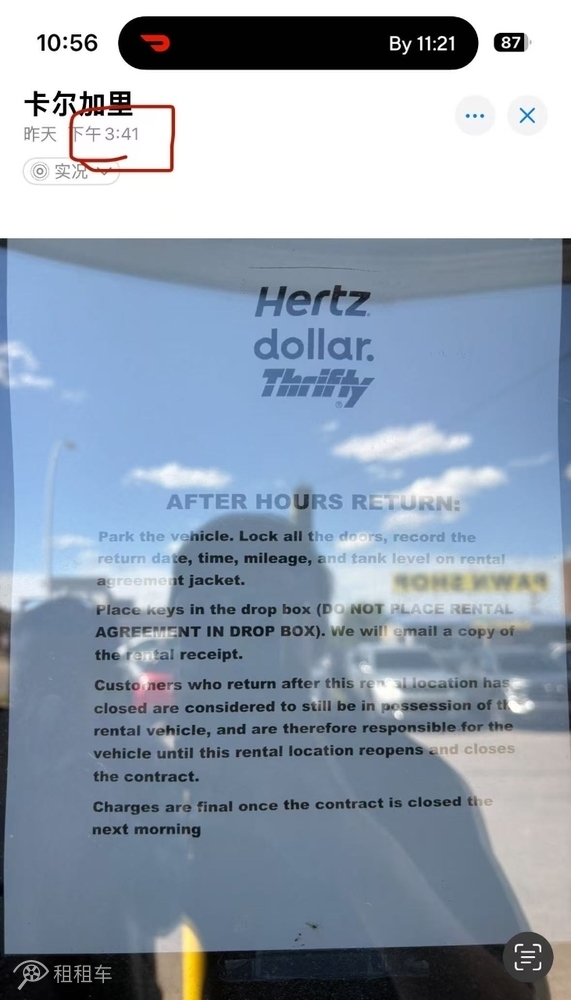 10:56
By 11:21
87
卡尔加里
昨天 下午3:41
实况
Hertz.
dollar.
Thrifty
®
AFTER HOURS RETURN:
Park the vehicle. Lock all the doors, record the
return date, time, mileage, and tank level on rental
agreement jacket.
Place keys in the drop box (DO NOT PLACE RENTAL
AGREEMENT IN DROP BOX). We will email a copy of
the rental receipt.
Customers who return after this rental location has
closed are considered to still be in possession of the
rental vehicle, and are therefore responsible for the
vehicle until this rental location reopens and closes
the contract.
Charges are final once the contract is closed the
next morning
PAWN SHOP
租租车